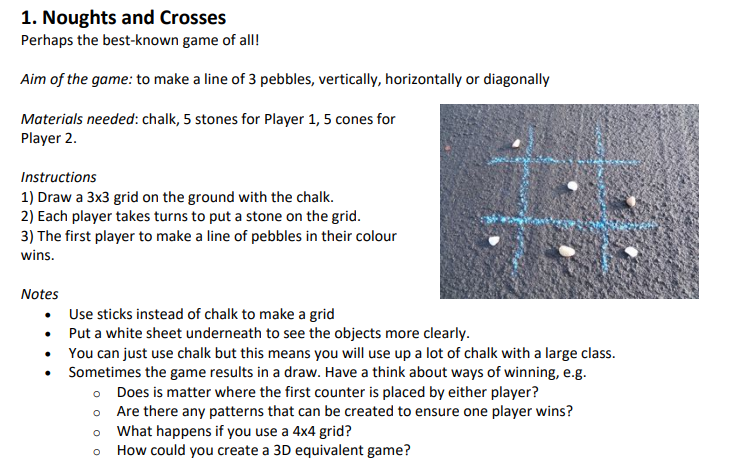 1. Noughts and Crosses
Perhaps the best-known game of all!
Aim of the game: to make a line of 3 pebbles, vertically, horizontally or diagonally
Materials needed: chalk, 5 stones for Player 1, 5 cones for
Player 2.
Instructions
1) Draw a 3x3 grid on the ground with the chalk.
2) Each player takes turns to put a stone on the grid.
3) The first player to make a line of pebbles in their colour
wins.
Notes
• Use sticks instead of chalk to make a grid
• Put a white sheet underneath to see the objects more clearly.
• You can just use chalk but this means you will use up a lot of chalk with a large class.
• Sometimes the game results in a draw. Have a think about ways of winning, e.g.
o Does is matter where the first counter is placed by either player?
o Are there any patterns that can be created to ensure one player wins?
o What happens if you use a 4x4 grid?
o How could you create a 3D equivalent game?